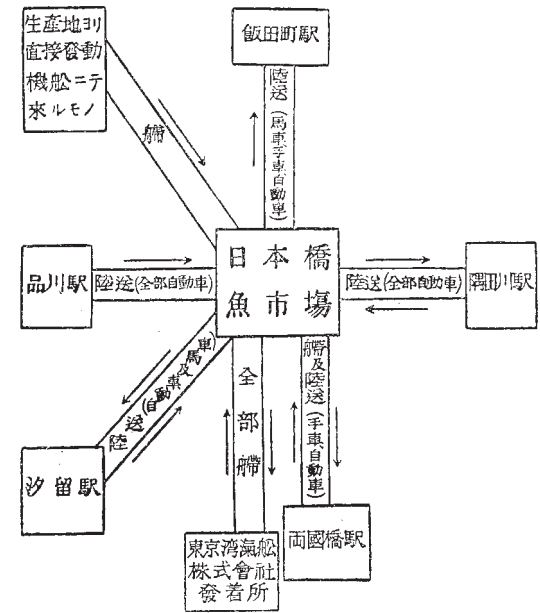 生産地ヨリ
直接發動
機舩ニテ
來ルモノ
艀
飯田町駅
陸送(馬車手車自動車)
品川駅
陸送(全部自動車)
日本橋
魚市場
陸送(全部自動車)
隅田川駅
汐留駅
陸送(自動車及馬車)
全部艀
東京湾滊舩
株式會社
發着所
艀及陸送(手車自動車)
両國橋駅